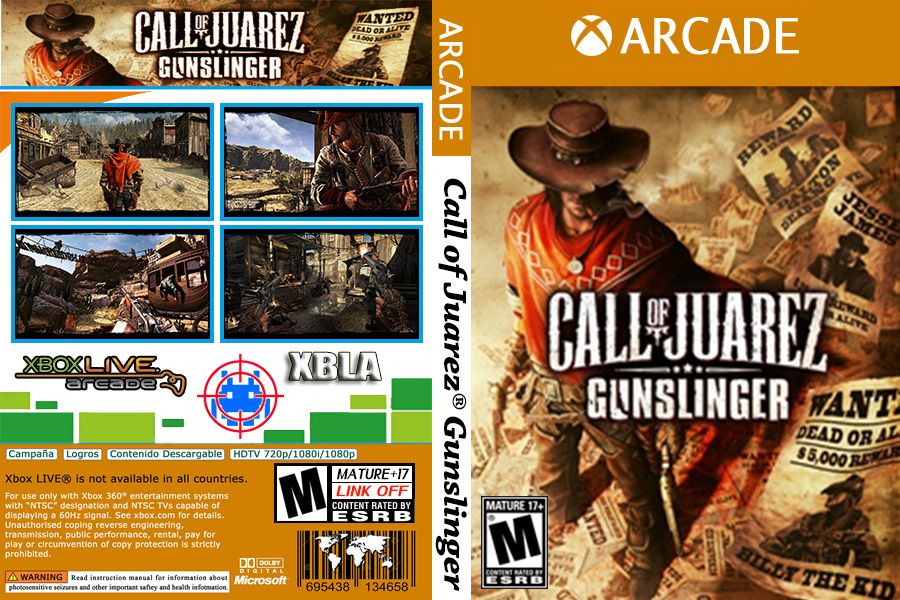 CALL OF JUAREZ
GUNSLINGER
WANTED
DEAD OR ALIVE
$5,000 REWARD
XBOX LIVE
arcade
XBLA
Campaña
Logros
Contenido Descargable
HDTV 720p/1080i/1080p
Xbox LIVE® is not available in all countries.
For use only with Xbox 360® entertainment systems
with "NTSC" designation and NTSC TVs capable of
displaying a 60Hz signal. See xbox.com for details.
Unauthorised coping reverse engineering,
transmission, public performance, rental, pay for
play or circumvention of copy protection is strictly
prohibited.
WARNING Read instruction manual for information about
photosensitive seizures and other important saftey and health infotmation.
M
MATURE+17
LINK OFF
CONTENT RATED BY
ESRB
DOLBY
DIGITAL
Microsoft
695438 134658
ARCADE
Call of Juarez® Gunslinger
ARCADE
REWARD
DALTON
JESSE
JAMES
REWARD
CALL OF JUAREZ
GUNSLINGER
WANT
DEAD OR AL
$5,000 REWAR
THE KID
MATURE 17+
M
CONTENT RATED BY
ESRB